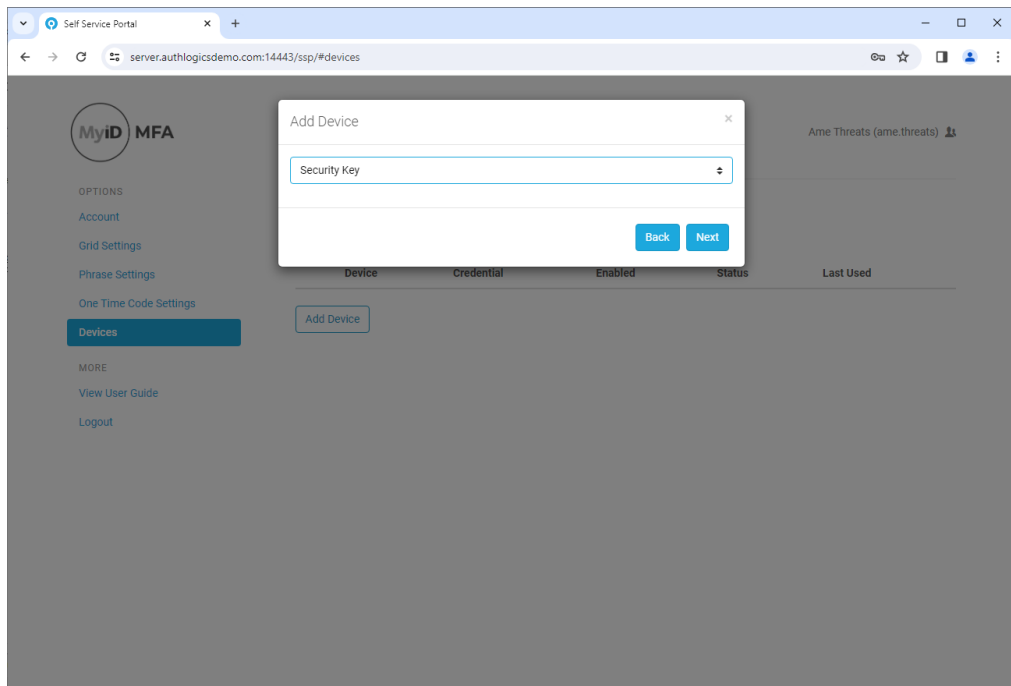 Self Service Portal
server.authlogicsdemo.com:14443/ssp/#devices
MyiD MFA
Ame Threats (ame.threats)
Add Device
Security Key
Back Next
OPTIONS
Account
Grid Settings
Phrase Settings
One Time Code Settings
Devices
MORE
View User Guide
Logout
Device Credential Enabled Status Last Used
Add Device